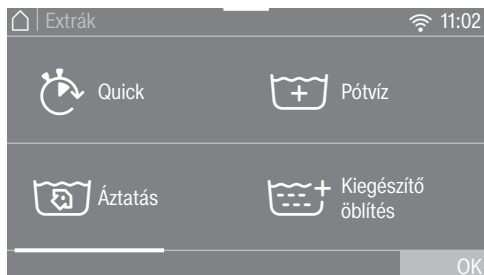 Extrák
11:02
Quick
Pótvíz
Áztatás
Kiegészítő
öblítés
OK